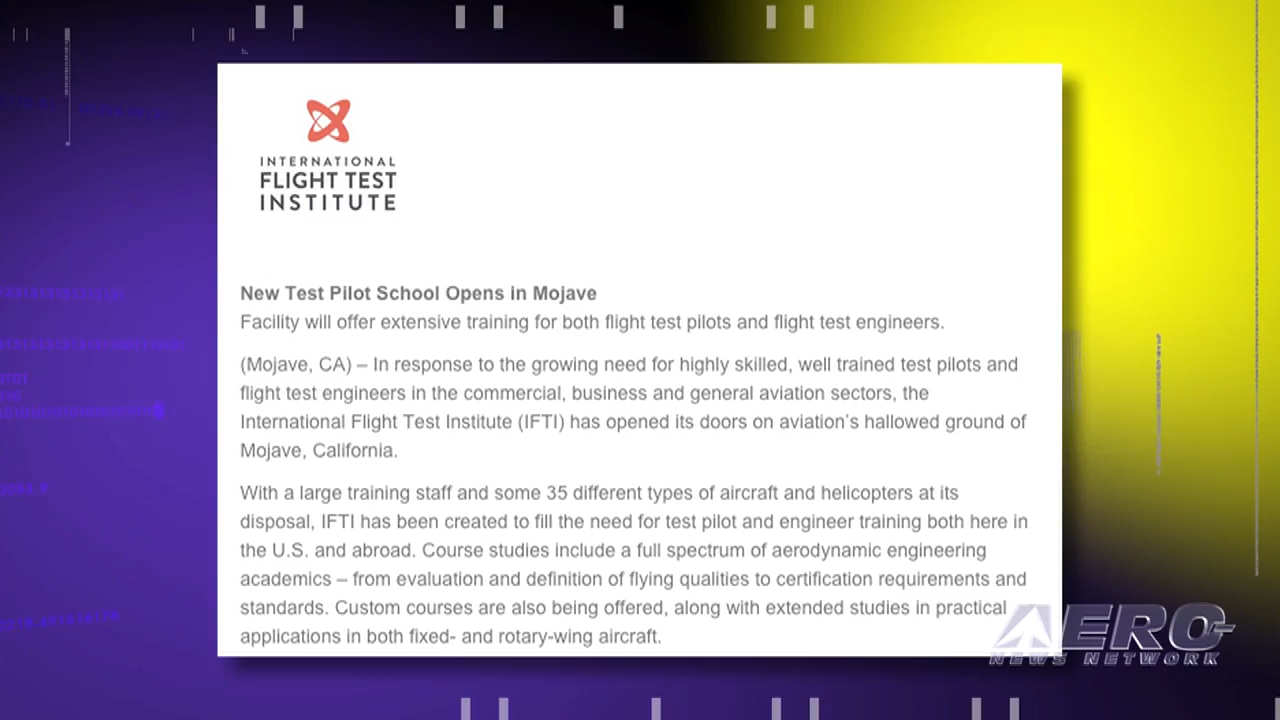 INTERNATIONAL
FLIGHT TEST
INSTITUTE
New Test Pilot School Opens in Mojave
Facility will offer extensive training for both flight test pilots and flight test engineers.
(Mojave, CA) – In response to the growing need for highly skilled, well trained test pilots and
flight test engineers in the commercial, business and general aviation sectors, the
International Flight Test Institute (IFTI) has opened its doors on aviation's hallowed ground of
Mojave, California.
With a large training staff and some 35 different types of aircraft and helicopters at its
disposal, IFTI has been created to fill the need for test pilot and engineer training both here in
the U.S. and abroad. Course studies include a full spectrum of aerodynamic engineering
academics – from evaluation and definition of flying qualities to certification requirements and
standards. Custom courses are also being offered, along with extended studies in practical
applications in both fixed- and rotary-wing aircraft.
AERO-
NEWS NETWORK